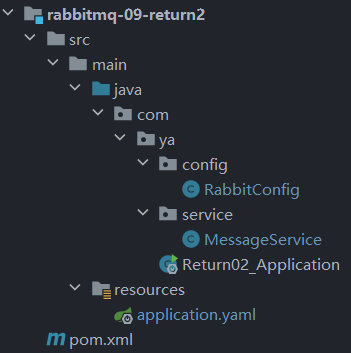 rabbitmq-09-return2
src
main
java
com
ya
config
RabbitConfig
service
MessageService
Return02_Application
resources
application.yaml
pom.xml